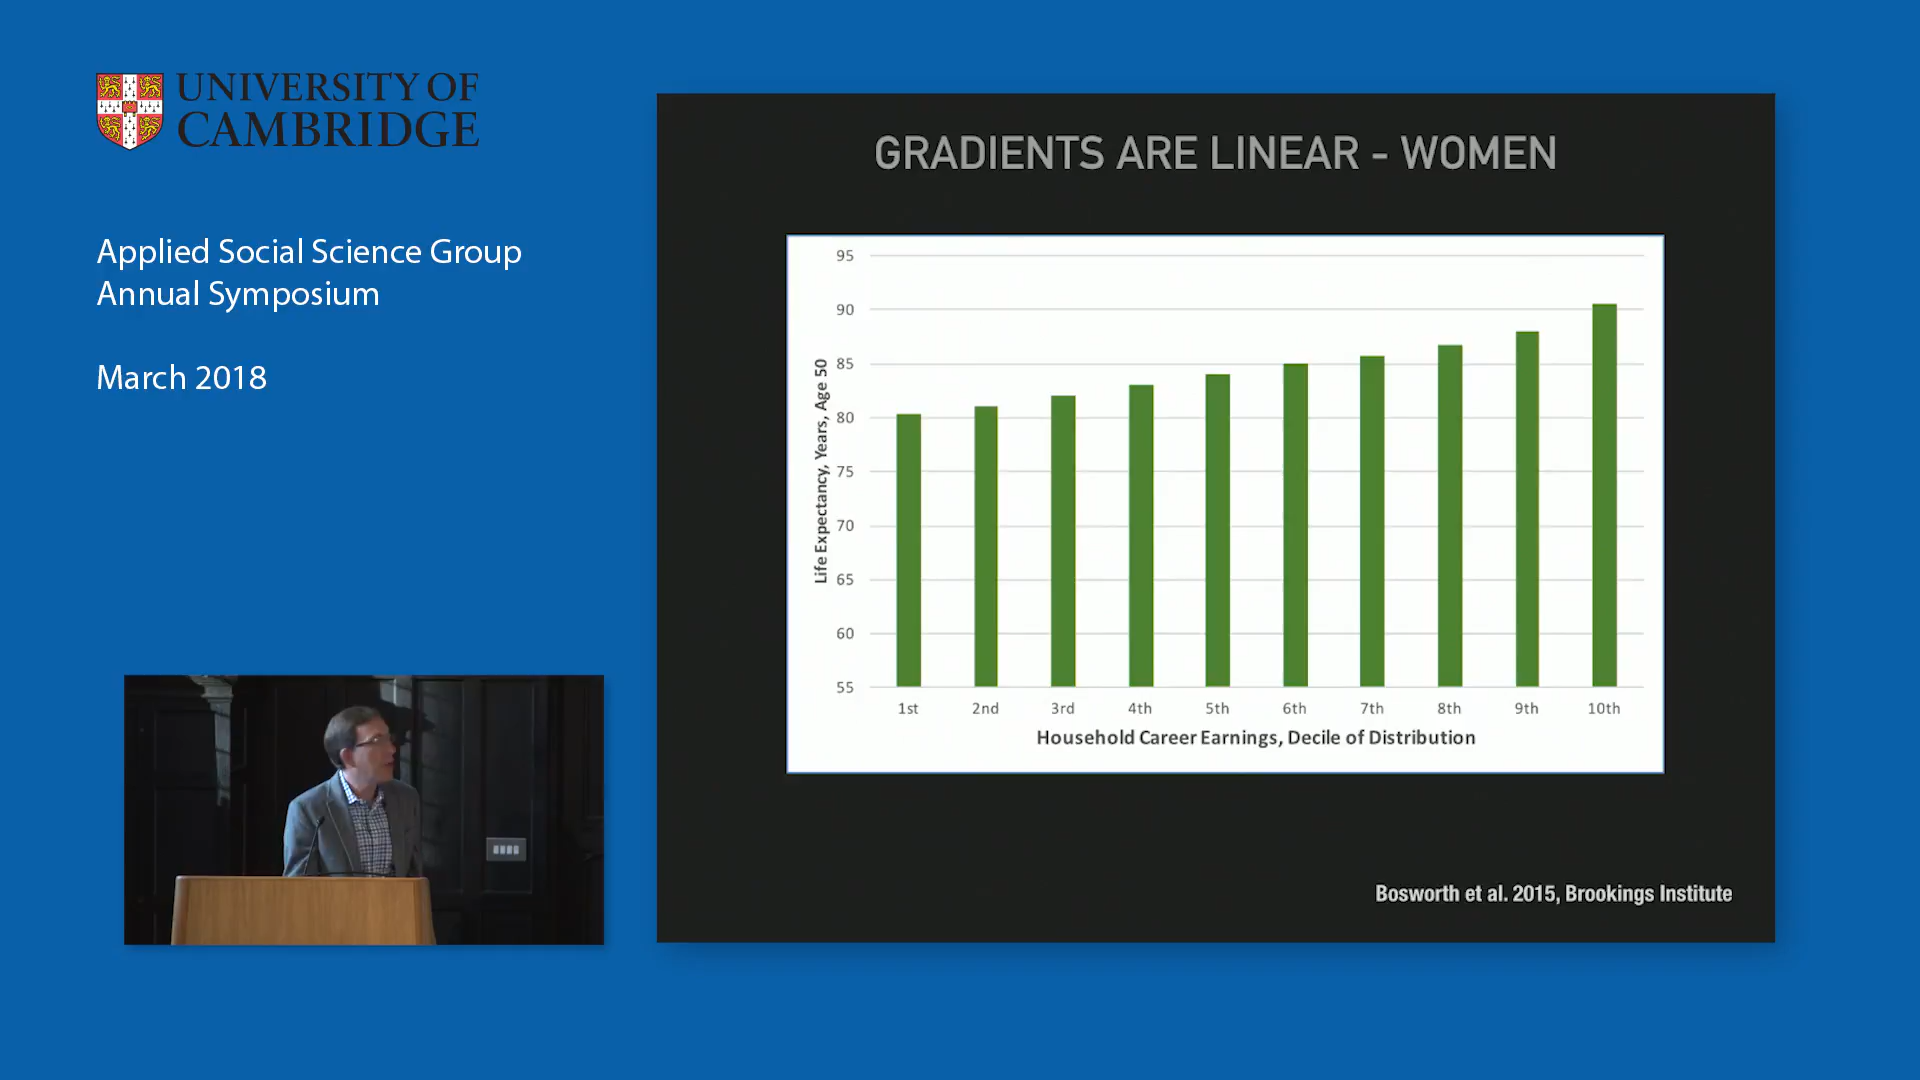 UNIVERSITY OF
CAMBRIDGE
Applied Social Science Group
Annual Symposium
March 2018
GRADIENTS ARE LINEAR - WOMEN
Life Expectancy, Years, Age 50
95
90
85
80
75
70
65
60
55
1st 2nd 3rd 4th 5th 6th 7th 8th 9th 10th
Household Career Earnings, Decile of Distribution
Bosworth et al. 2015, Brookings Institute